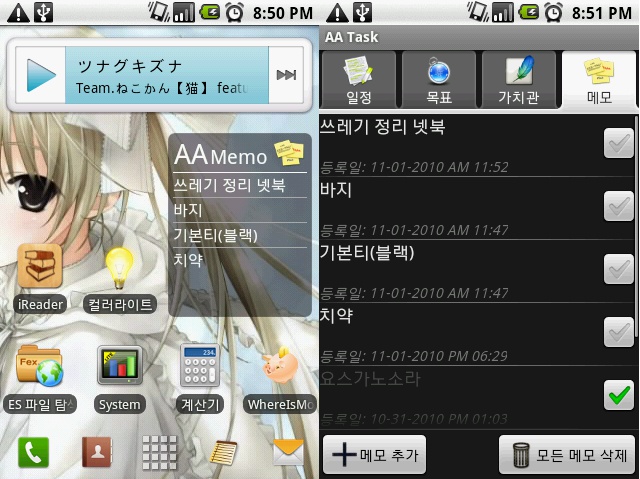 8:50 PM
ツナグキズナ
Team.ねこかん【猫】 featu
AA Memo
쓰레기 정리 넷북
바지
기본티(블랙)
치약
iReader
컬러라이트
Fex
234.
ES 파일 탐
System
계산기
WhereIsMo
8:51 PM
AA Task
일정
목표
가치관
메모
쓰레기 정리 넷북
등록일: 11-01-2010 AM 11:52
바지
등록일: 11-01-2010 AM 11:47
기본티(블랙)
등록일: 11-01-2010 AM 11:47
치약
등록일: 11-01-2010 PM 06:29
요스가노소라
등록일: 10-31-2010 PM 01:03
메모 추가
모든 메모 삭제